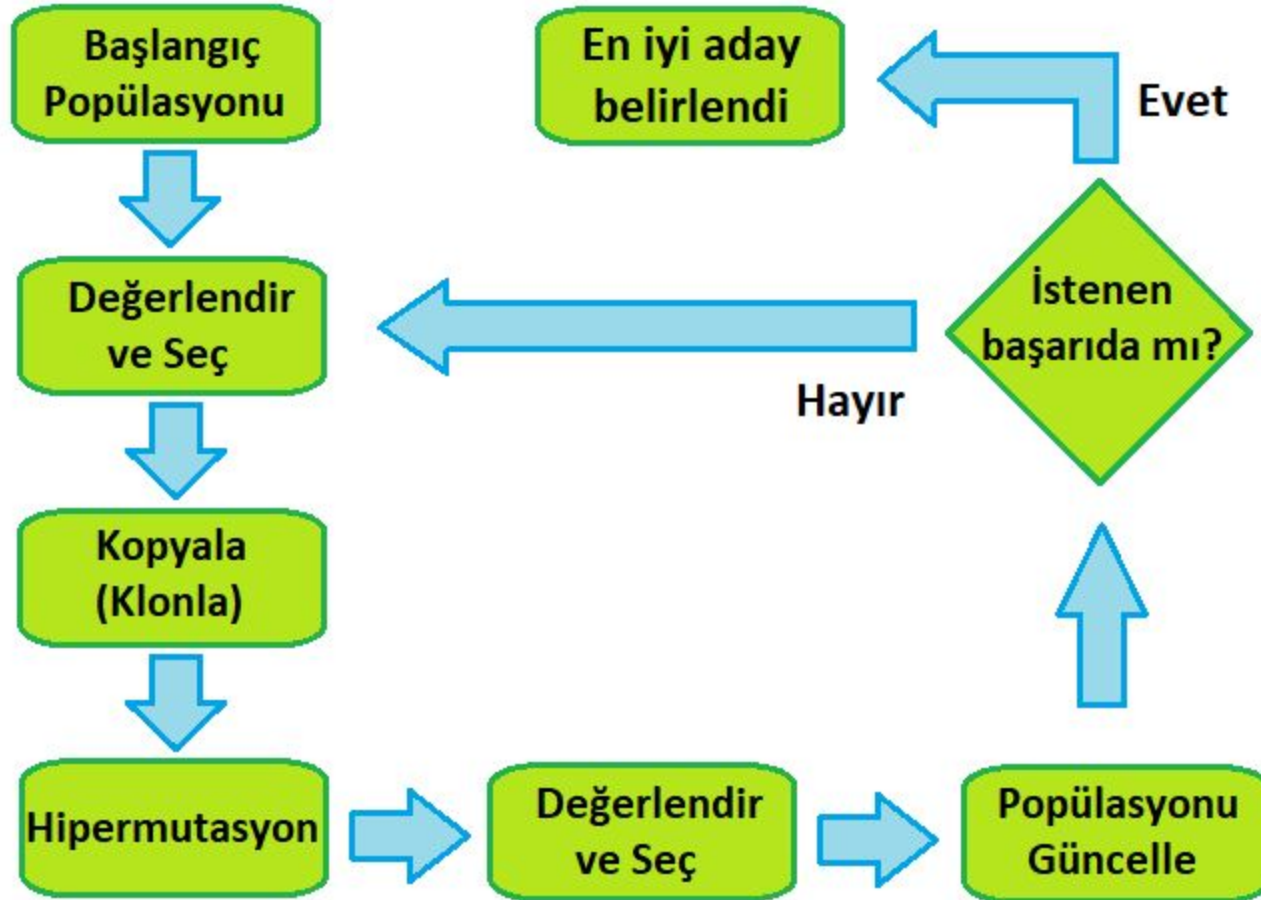 Başlangıç
Popülasyonu
En iyi aday
belirlendi
Evet
Değerlendir
ve Seç
İstenen
başarıda mı?
Hayır
Kopyala
(Klonla)
Hipermutasyon
Değerlendir
ve Seç
Popülasyonu
Güncelle